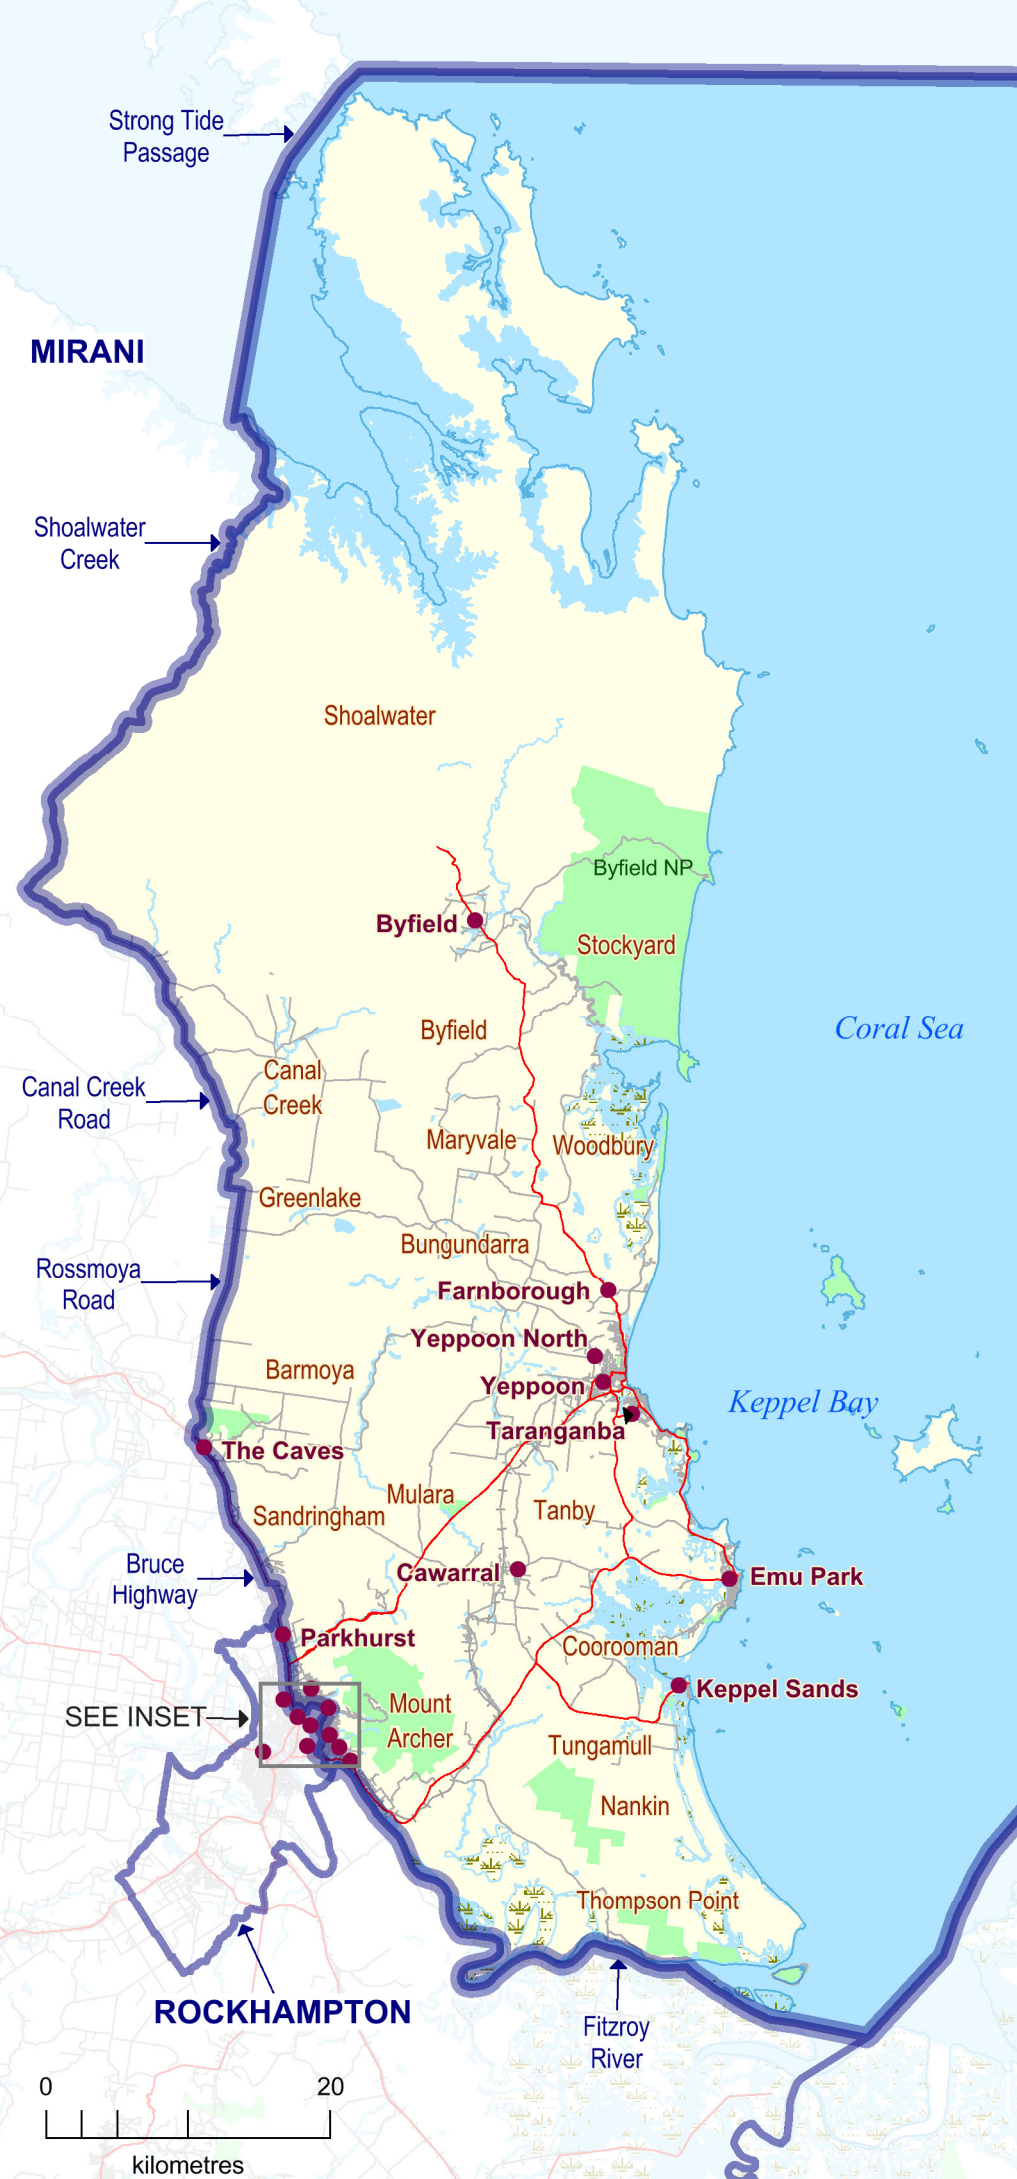 Strong Tide
Passage
MIRANI
Shoalwater
Creek
Shoalwater
Byfield NP
Byfield
Stockyard
Coral Sea
Byfield
Canal
Creek
Canal Creek
Road
Maryvale
Woodbury
Greenlake
Bungundarra
Rossmoya
Road
Farnborough
Yeppoon North
Barmoya
Yeppoon
Keppel Bay
Taranganba
The Caves
Mulara
Sandringham
Tanby
Bruce
Highway
Cawarral
Emu Park
Parkhurst
Coorooman
Keppel Sands
SEE INSET
Mount
Archer
Tungamull
Nankin
Thompson Point
ROCKHAMPTON
Fitzroy
River
0 20
kilometres